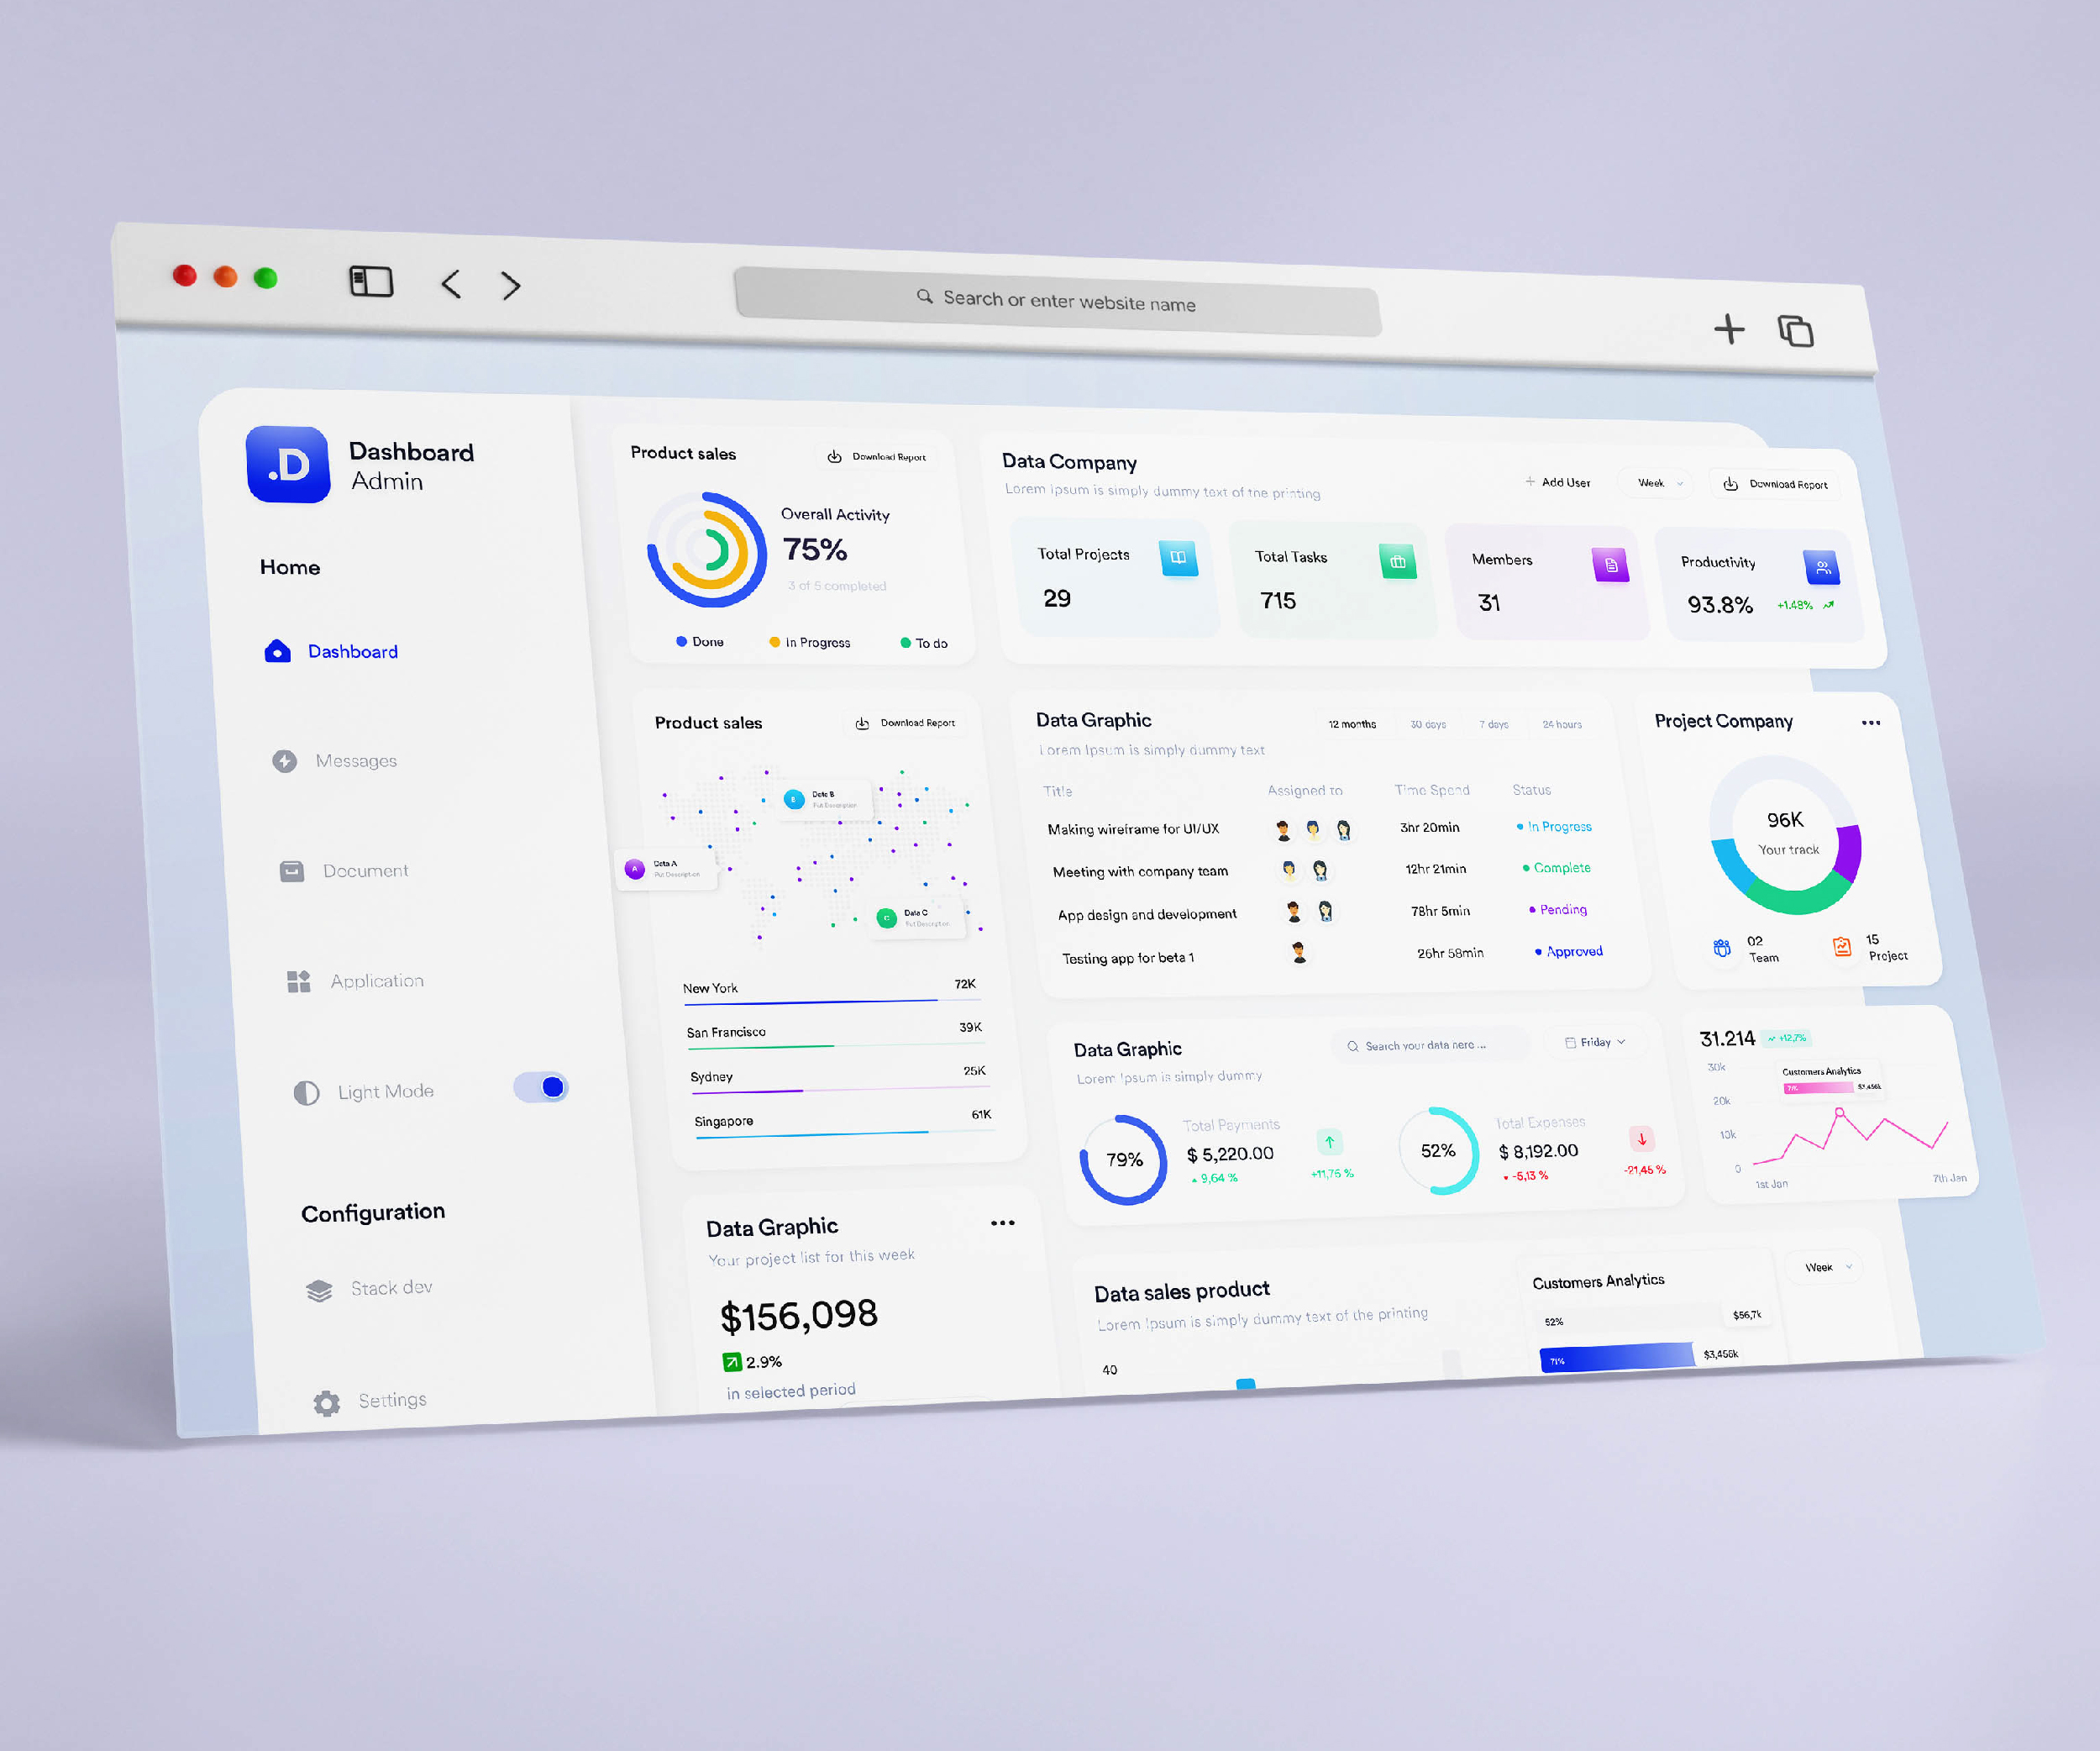 Search or enter website name
.D
Dashboard
Admin
Home
Dashboard
Messages
Document
Application
Light Mode
Configuration
Stack dev
Settings
Product sales
Download Report
Overall Activity
75%
3 of 5 completed
Done
In Progress
To do
Data Company
Lorem Ipsum is simply dummy text of the printing
Add User
Week
Download Report
Total Projects
29
Total Tasks
715
Members
31
Productivity
93.8%
+1.48%
Product sales
Download Report
B
Data B
Put Description
A
Data A
Put Description
C
Data C
Put Description
New York 72K
San Francisco 39K
Sydney 25K
Singapore 61K
Data Graphic
Lorem Ipsum is simply dummy text
12 months 30 days 7 days 24 hours
Title Assigned to Time Spend Status
Making wireframe for UI/UX 3hr 20min In Progress
Meeting with company team 12hr 21min Complete
App design and development 78hr 5min Pending
Testing app for beta 1 26hr 58min Approved
Project Company
96K
Your track
02
Team
15
Project
Data Graphic
Lorem Ipsum is simply dummy
Search your data here ...
Friday
79%
Total Payments
$ 5,220.00
9,64 %
+11,76 %
52%
Total Expenses
$ 8,192.00
-5,13 %
-21,45 %
31.214
+12,7%
30k
20k
10k
0
Customers Analytics
71%
$3,456k
1st Jan
7th Jan
Data Graphic
Your project list for this week
$156,098
2.9%
in selected period
Data sales product
Lorem Ipsum is simply dummy text of the printing
40
Customers Analytics
52%
$56,7k
71%
$3,456k
Week